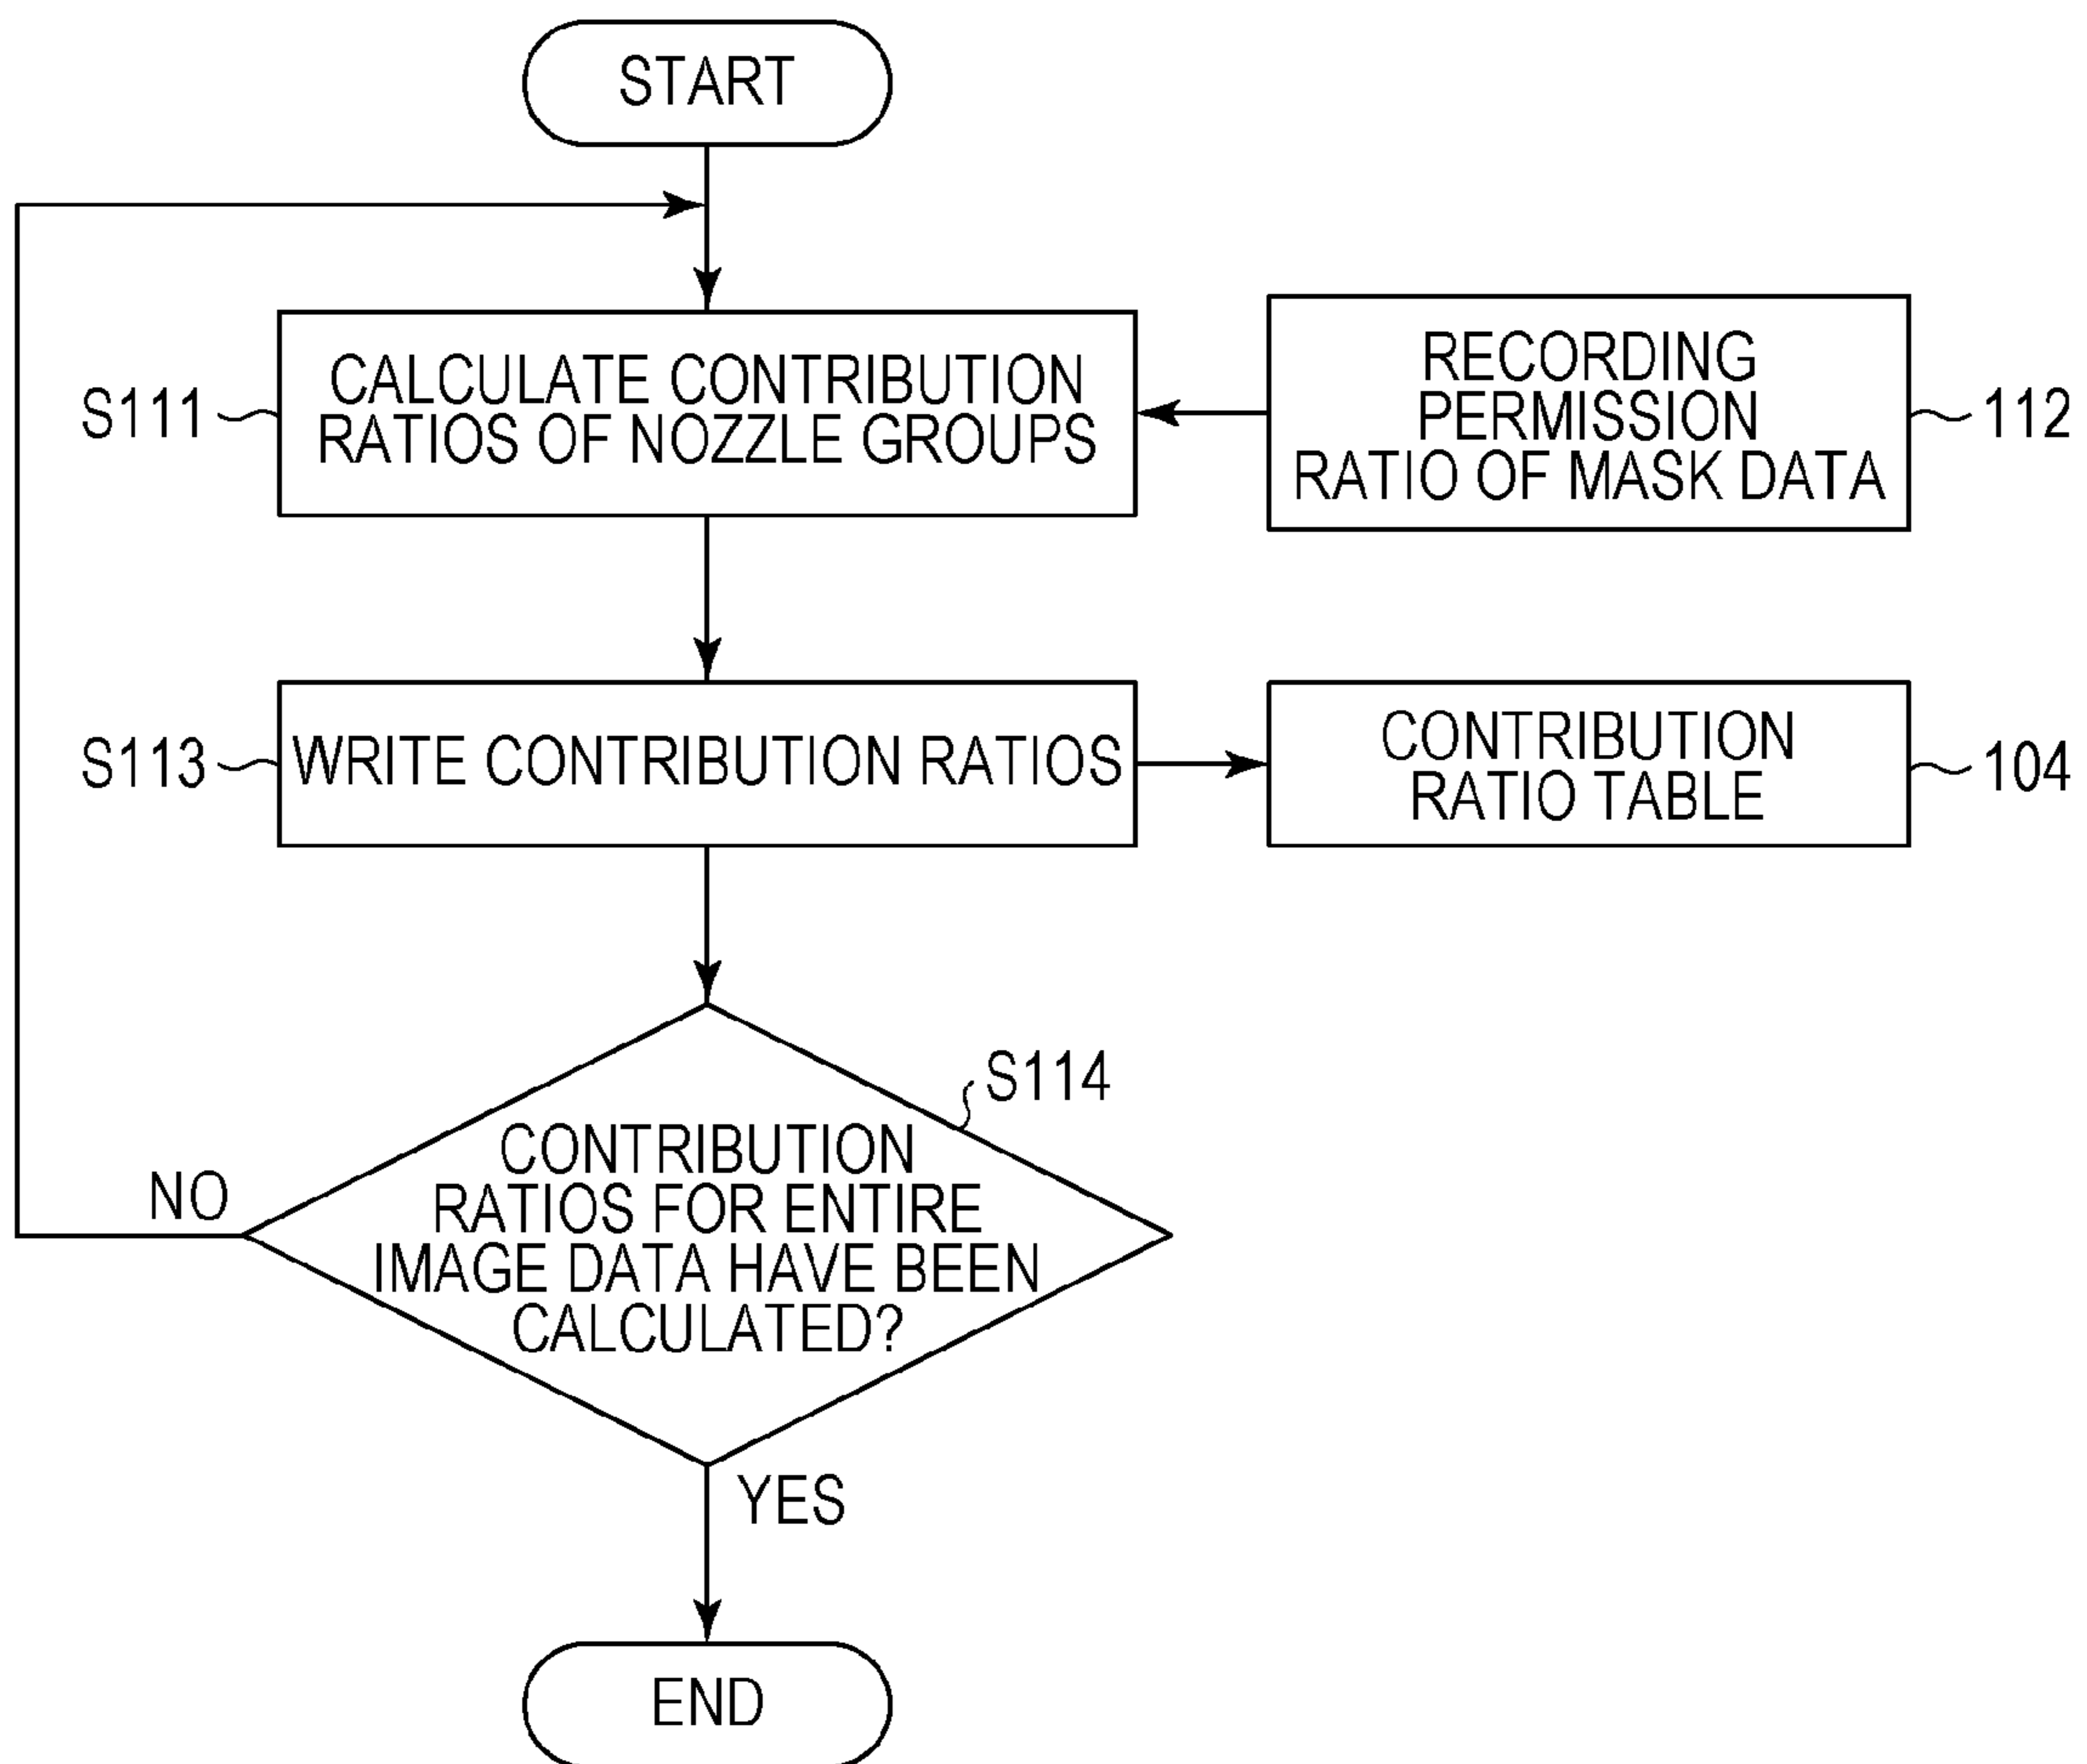 START
S111
CALCULATE CONTRIBUTION
RATIOS OF NOZZLE GROUPS
RECORDING
PERMISSION
RATIO OF MASK DATA
112
S113
WRITE CONTRIBUTION RATIOS
CONTRIBUTION
RATIO TABLE
104
S114
CONTRIBUTION
RATIOS FOR ENTIRE
IMAGE DATA HAVE BEEN
CALCULATED?
NO
YES
END